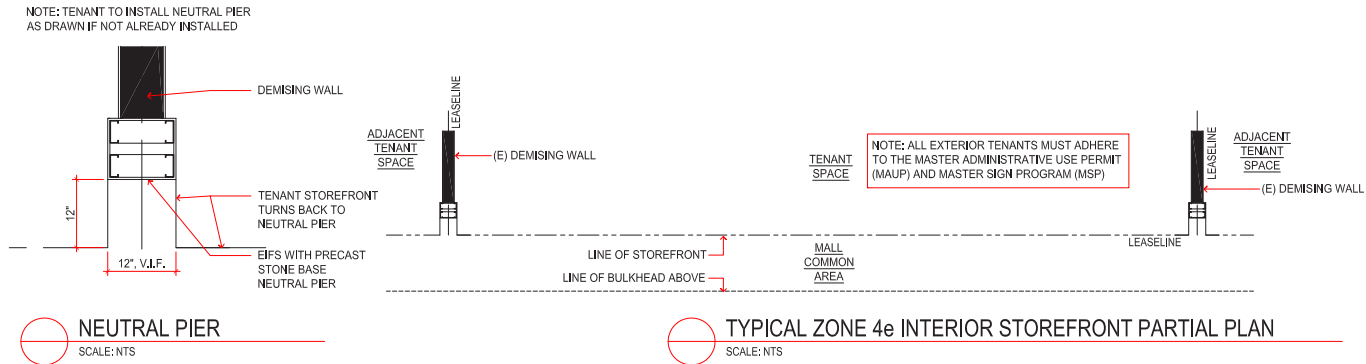 NOTE: TENANT TO INSTALL NEUTRAL PIER
AS DRAWN IF NOT ALREADY INSTALLED
DEMISING WALL
TENANT STOREFRONT
TURNS BACK TO
NEUTRAL PIER
EIFS WITH PRECAST
STONE BASE
NEUTRAL PIER
12"
12", V.I.F.
NEUTRAL PIER
SCALE: NTS
LEASELINE
ADJACENT
TENANT
SPACE
(E) DEMISING WALL
TENANT
SPACE
NOTE: ALL EXTERIOR TENANTS MUST ADHERE
TO THE MASTER ADMINISTRATIVE USE PERMIT
(MAUP) AND MASTER SIGN PROGRAM (MSP)
LEASELINE
ADJACENT
TENANT
SPACE
(E) DEMISING WALL
LEASELINE
LINE OF STOREFRONT
MALL
COMMON
AREA
LINE OF BULKHEAD ABOVE
TYPICAL ZONE 4e INTERIOR STOREFRONT PARTIAL PLAN
SCALE: NTS